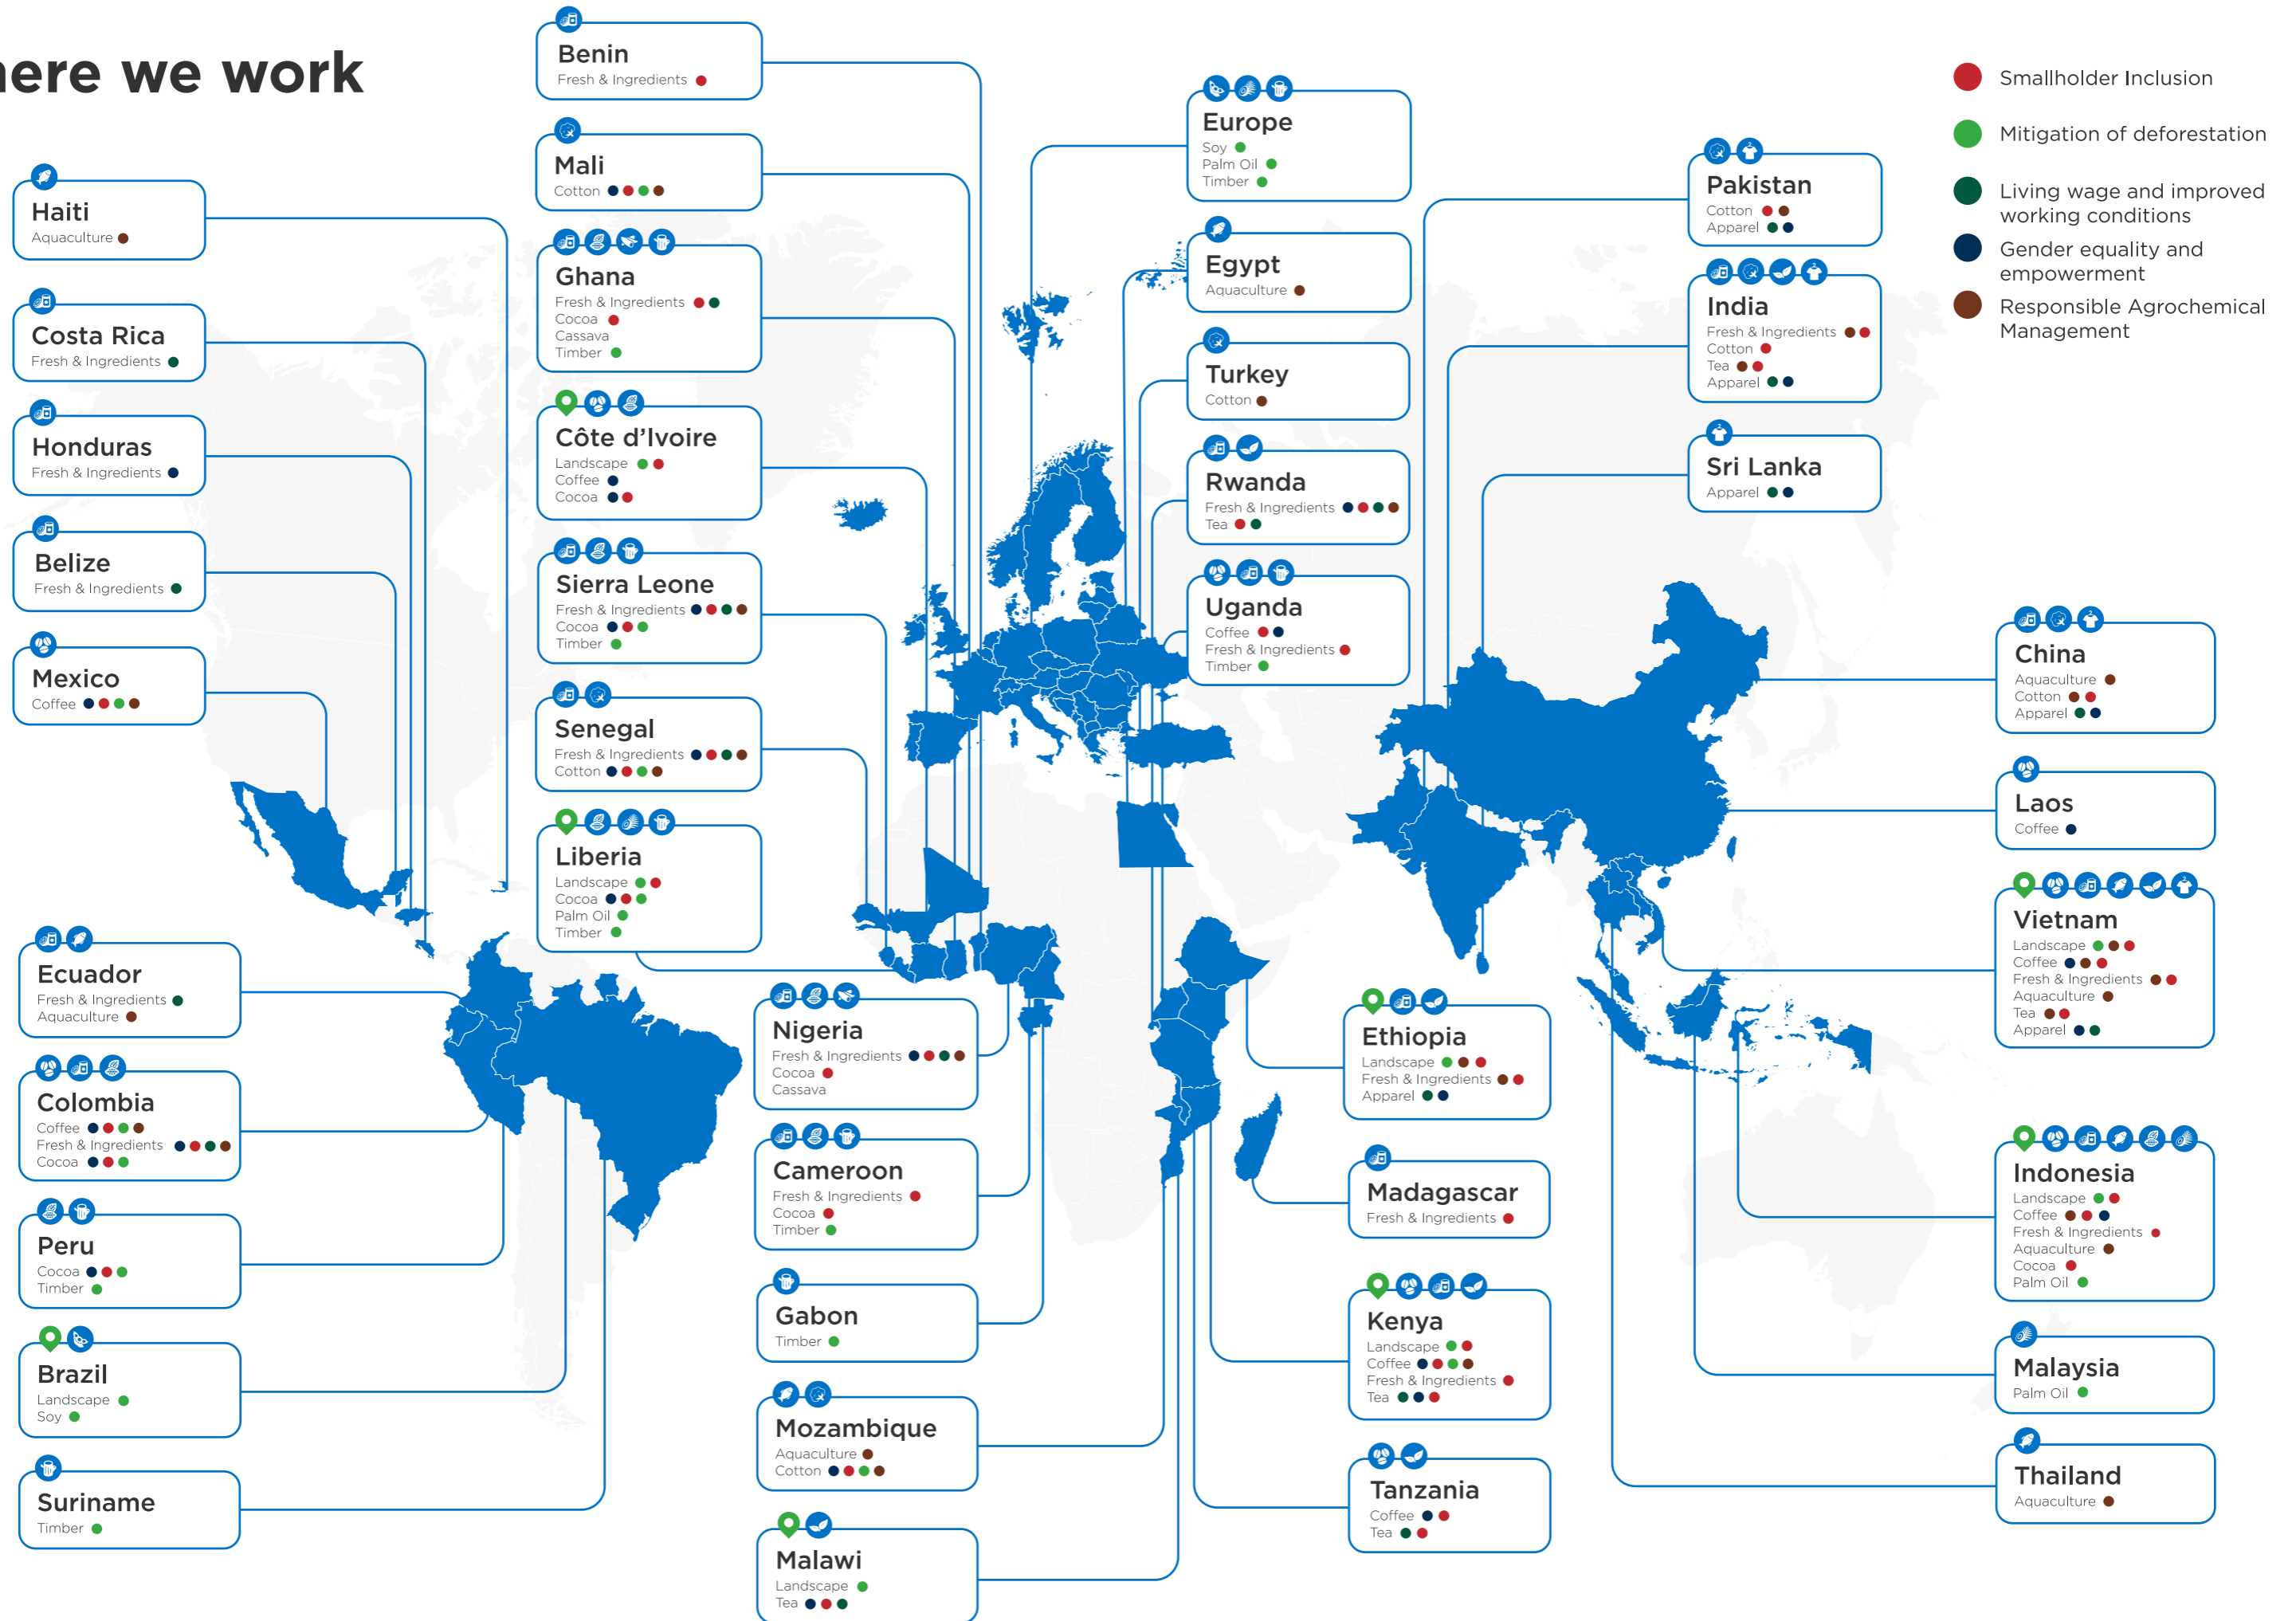 here we work
Benin
Fresh & Ingredients
Mali
Cotton
Ghana
Fresh & Ingredients
Cocoa
Cassava
Timber
Côte d'Ivoire
Landscape
Coffee
Cocoa
Sierra Leone
Fresh & Ingredients
Cocoa
Timber
Senegal
Fresh & Ingredients
Cotton
Liberia
Landscape
Cocoa
Palm Oil
Timber
Haiti
Aquaculture
Costa Rica
Fresh & Ingredients
Honduras
Fresh & Ingredients
Belize
Fresh & Ingredients
Mexico
Coffee
Ecuador
Fresh & Ingredients
Aquaculture
Colombia
Coffee
Fresh & Ingredients
Cocoa
Peru
Cocoa
Timber
Brazil
Landscape
Soy
Suriname
Timber
Nigeria
Fresh & Ingredients
Cocoa
Cassava
Cameroon
Fresh & Ingredients
Cocoa
Timber
Gabon
Timber
Mozambique
Aquaculture
Cotton
Malawi
Landscape
Tea
Europe
Soy
Palm Oil
Timber
Egypt
Aquaculture
Turkey
Cotton
Rwanda
Fresh & Ingredients
Tea
Uganda
Coffee
Fresh & Ingredients
Timber
Ethiopia
Landscape
Fresh & Ingredients
Apparel
Madagascar
Fresh & Ingredients
Kenya
Landscape
Coffee
Fresh & Ingredients
Tea
Tanzania
Coffee
Tea
Pakistan
Cotton
Apparel
India
Fresh & Ingredients
Cotton
Tea
Apparel
Sri Lanka
Apparel
Smallholder Inclusion
Mitigation of deforestation
Living wage and improved
working conditions
Gender equality and
empowerment
Responsible Agrochemical
Management
China
Aquaculture
Cotton
Apparel
Laos
Coffee
Vietnam
Landscape
Coffee
Fresh & Ingredients
Aquaculture
Tea
Apparel
Indonesia
Landscape
Coffee
Fresh & Ingredients
Aquaculture
Cocoa
Palm Oil
Malaysia
Palm Oil
Thailand
Aquaculture